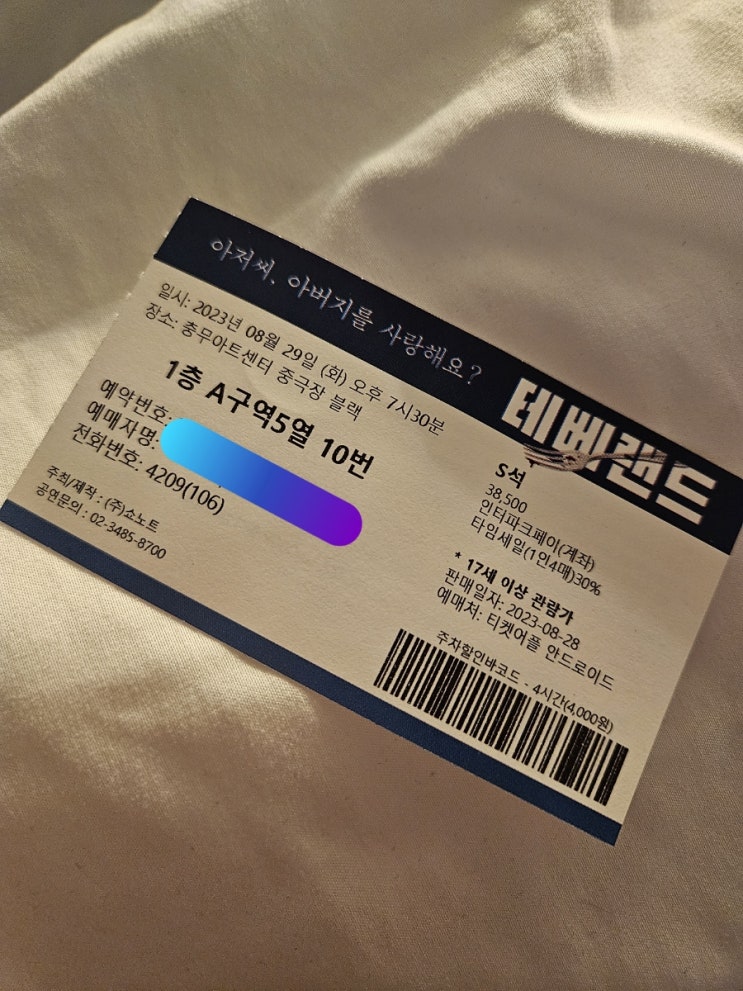 아저씨. 아버지를 사랑해요?
테베랜드
일시: 2023년 08월 29일 (화) 오후 7시30분
장소: 충무아트센터 중극장 블랙
1층 A구역5열 10번
예약번호:
예매자명:
전화번호: 4209(106)
주최/제작 : (주)쇼노트
공연문의 : 02-3485-8700
S석
38,500
인터파크페이(계좌)
타임세일(1인4매)30%
* 17세 이상 관람가
판매일자: 2023-08-28
예매처: 티켓어플 안드로이드
주차할인바코드 - 4시간(4,000원)